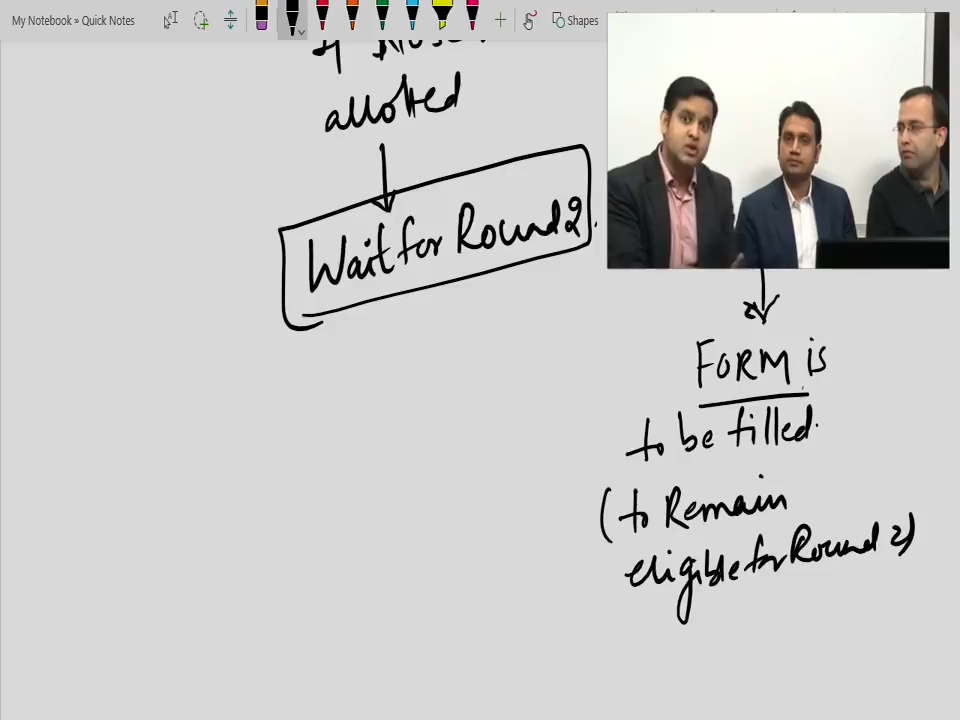 My Notebook » Quick Notes
Shapes
allotted
Wait for Round 2.
FORM is
to be filled.
(to Remain
eligible for Round 2)